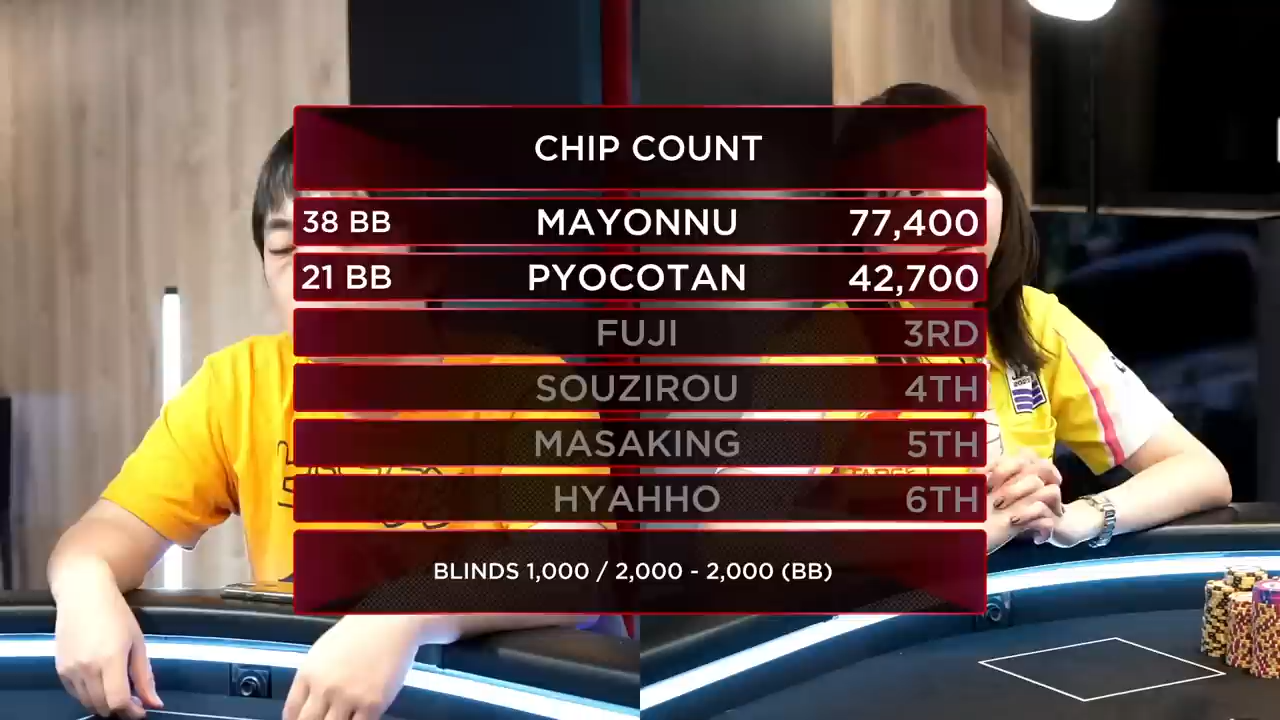 CHIP COUNT
38 BB MAYONNU 77,400
21 BB PYOCOTAN 42,700
FUJI 3RD
SOUZIROU 4TH
MASAKING 5TH
HYAHHO 6TH
BLINDS 1,000 / 2,000 - 2,000 (BB)